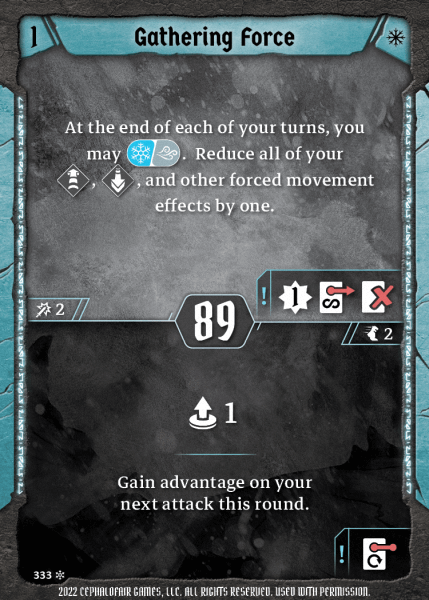 1
Gathering Force
At the end of each of your turns, you
may . Reduce all of your
, , and other forced movement
effects by one.
! 1
2
89
2
1
Gain advantage on your
next attack this round.
!
333
2022 CEPHALOFAIR GAMES, LLC. ALL RIGHTS RESERVED. USED WITH PERMISSION.